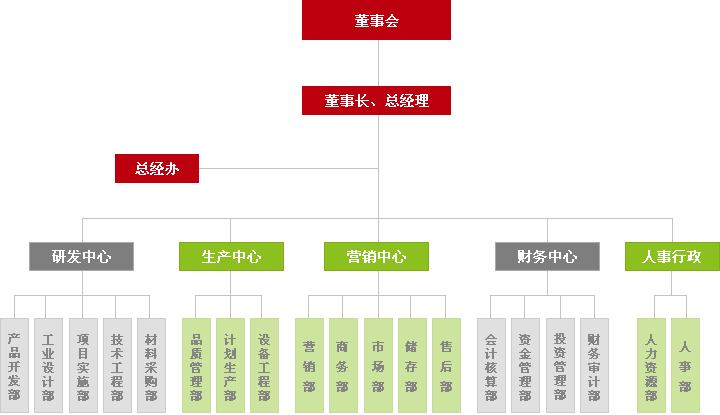 董事会
董事长、总经理
总经办
研发中心
生产中心
营销中心
财务中心
人事行政
产品开发部
工业设计部
项目实施部
技术工程部
材料采购部
品质管理部
计划生产部
设备工程部
营销部
商务部
市场部
储存部
售后部
会计核算部
资金管理部
投资管理部
财务审计部
人力资源部
人事部